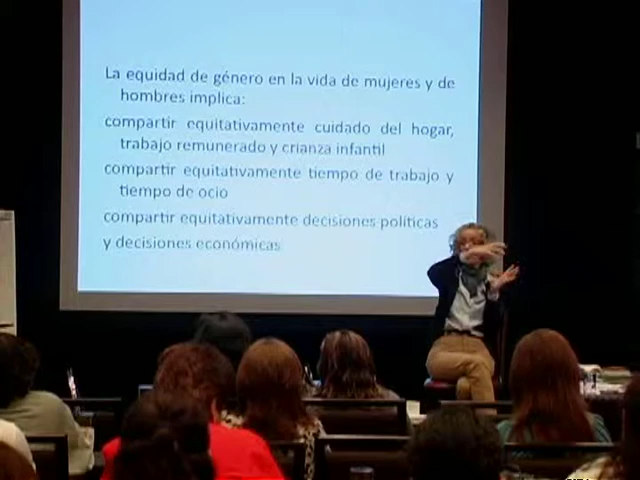 La equidad de género en la vida de mujeres y de
hombres implica:
compartir equitativamente cuidado del hogar,
trabajo remunerado y crianza infantil
compartir equitativamente tiempo de trabajo y
tiempo de ocio
compartir equitativamente decisiones políticas
y decisiones económicas